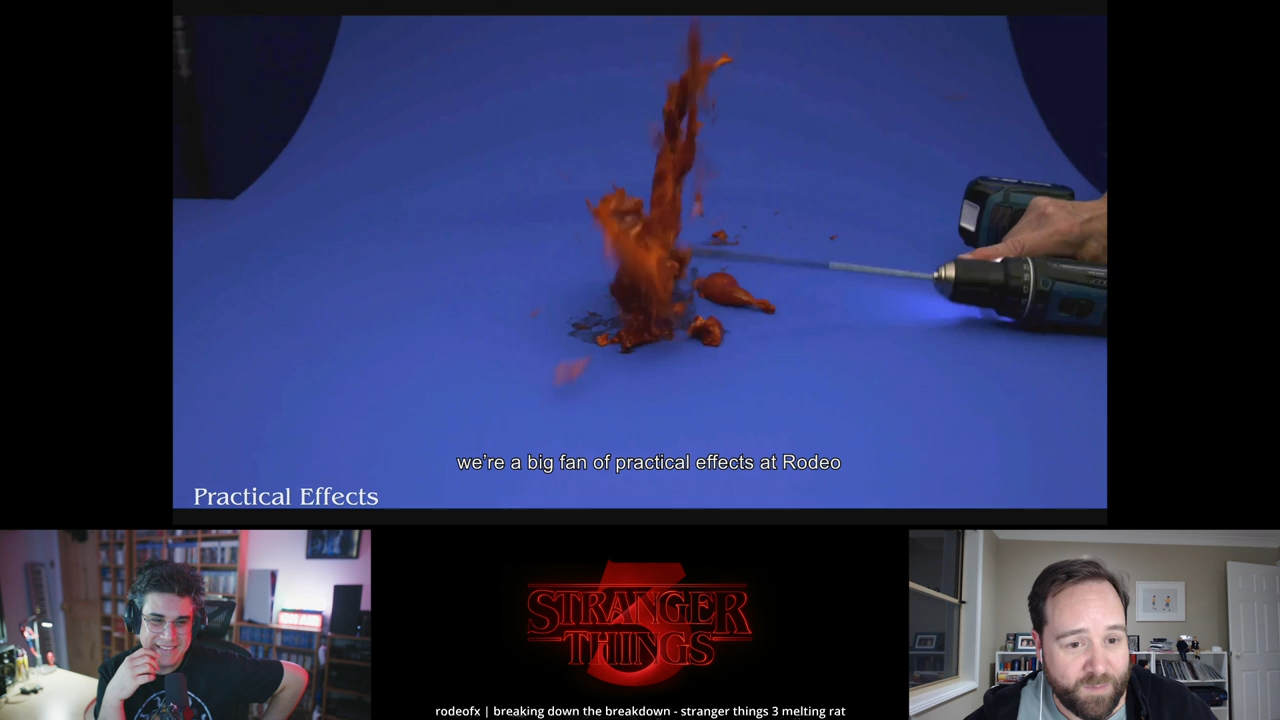 we're a big fan of practical effects at Rodeo
Practical Effects
STRANGER
THINGS
3
rodeofx | breaking down the breakdown - stranger things 3 melting rat